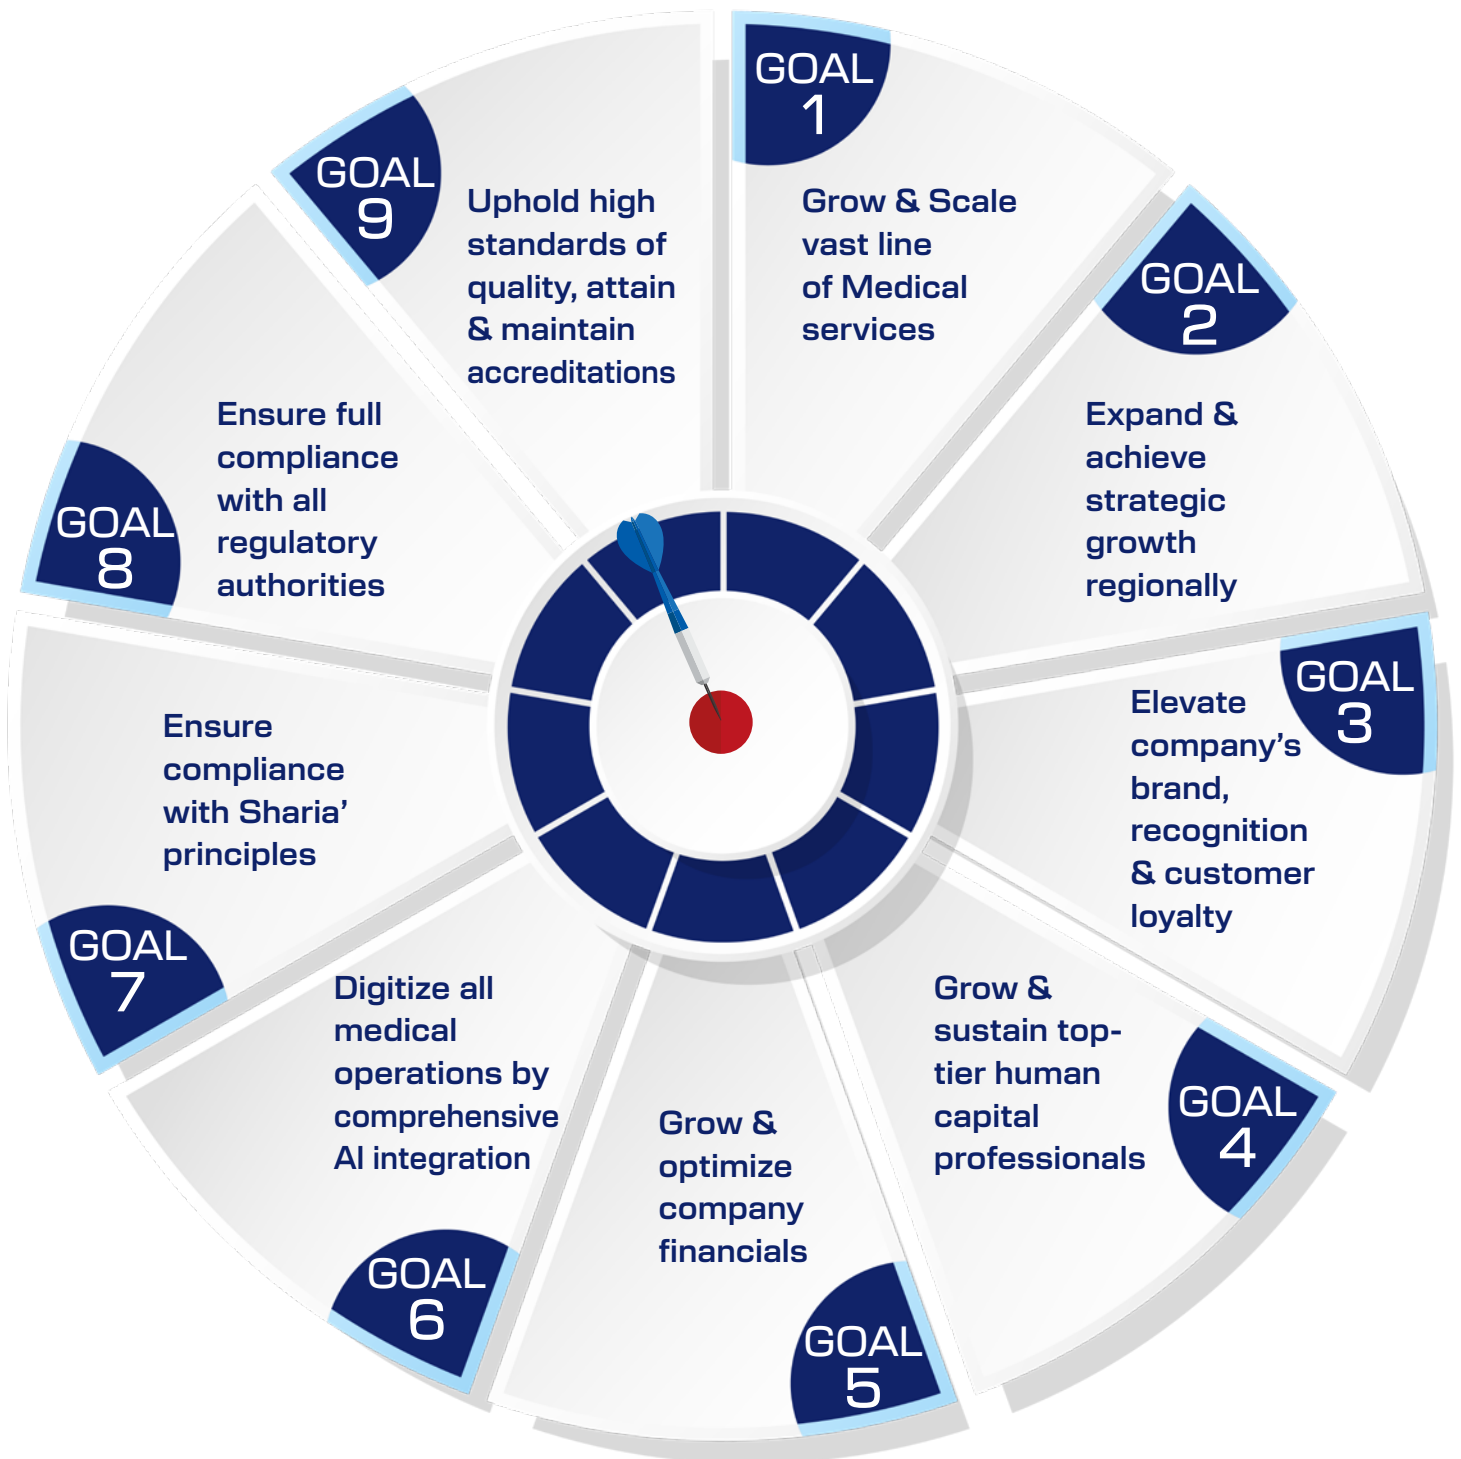 GOAL
1
Grow & Scale
vast line
of Medical
services
GOAL
2
Expand &
achieve
strategic
growth
regionally
GOAL
3
Elevate
company’s
brand,
recognition
& customer
loyalty
GOAL
4
Grow &
sustain top-
tier human
capital
professionals
GOAL
5
Grow &
optimize
company
financials
GOAL
6
Digitize all
medical
operations by
comprehensive
AI integration
GOAL
7
Ensure
compliance
with Sharia’
principles
GOAL
8
Ensure full
compliance
with all
regulatory
authorities
GOAL
9
Uphold high
standards of
quality, attain
& maintain
accreditations